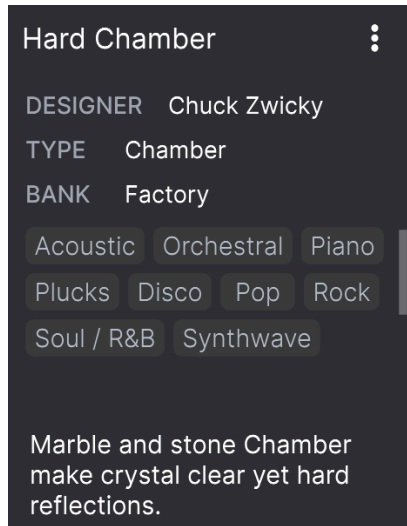 Hard Chamber
DESIGNER Chuck Zwicky
TYPE Chamber
BANK Factory
Acoustic Orchestral Piano
Plucks Disco Pop Rock
Soul / R&B Synthwave
Marble and stone Chamber
make crystal clear yet hard
reflections.